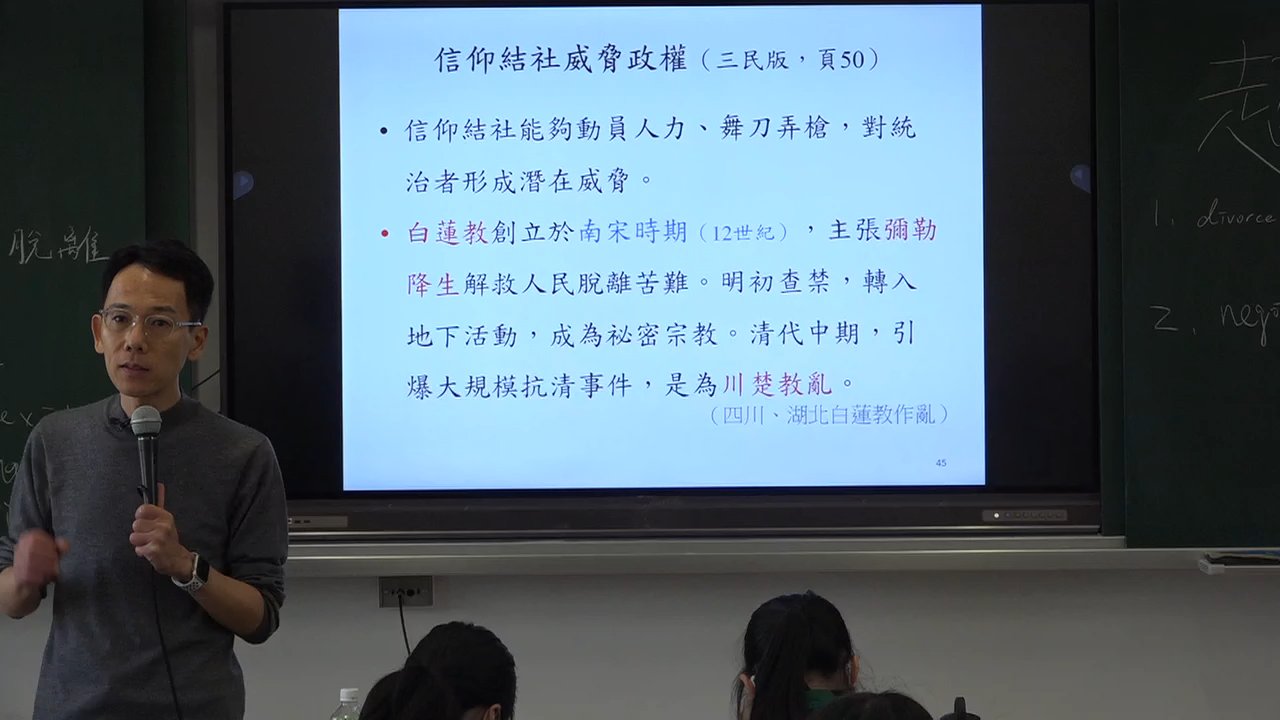 信仰結社威脅政權（三民版，頁50）
• 信仰結社能夠動員人力、舞刀弄槍，對統
治者形成潛在威脅。
• 白蓮教創立於南宋時期（12世紀），主張彌勒
降生解救人民脫離苦難。明初查禁，轉入
地下活動，成為祕密宗教。清代中期，引
爆大規模抗清事件，是為川楚教亂。
（四川、湖北白蓮教作亂）
45
脫離
1. divorce
2.